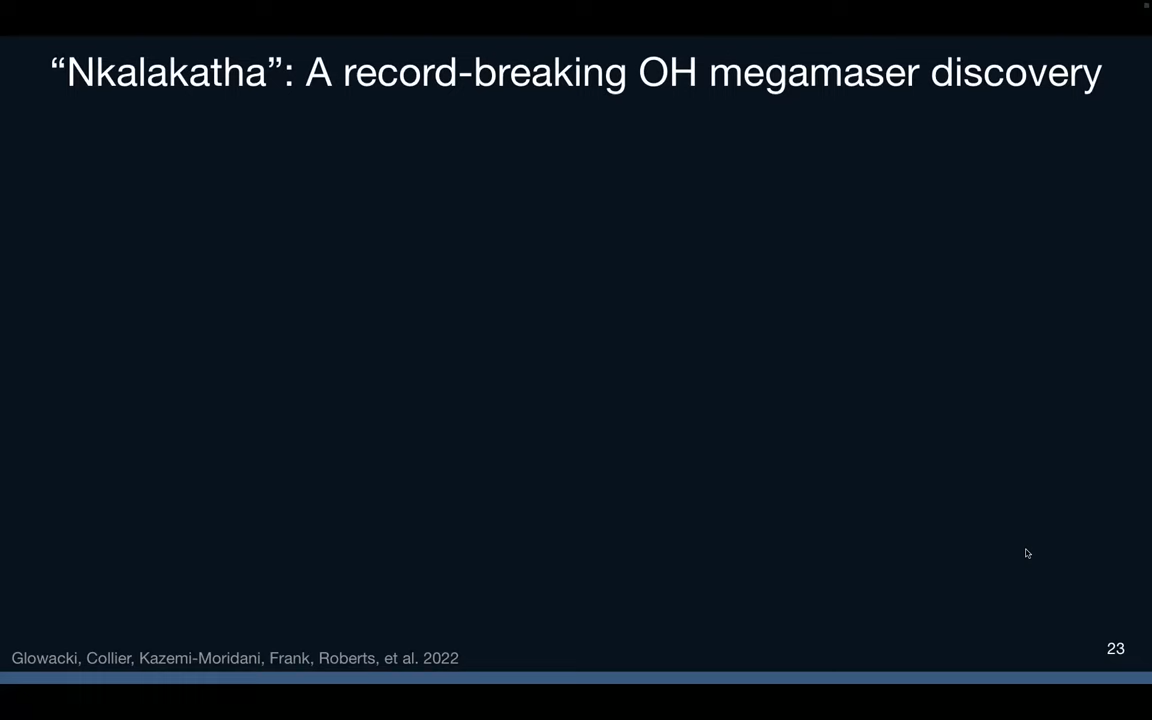 “Nkalakatha”: A record-breaking OH megamaser discovery
Glowacki, Collier, Kazemi-Moridani, Frank, Roberts, et al. 2022
23